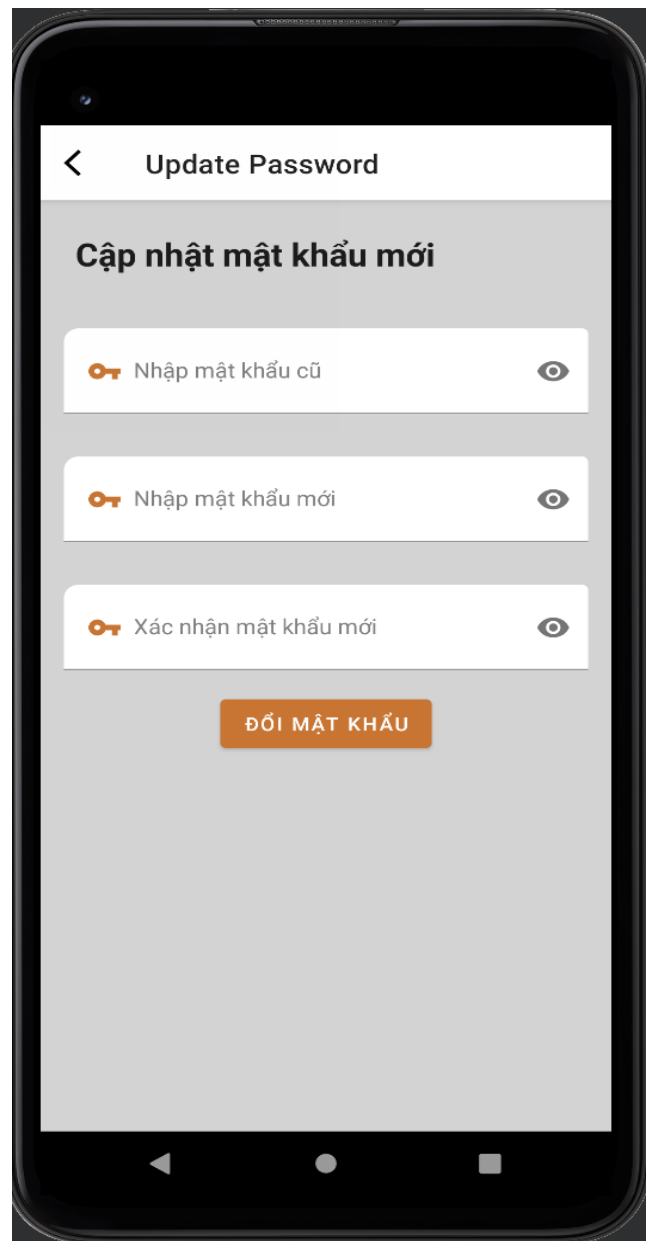 Update Password
Cập nhật mật khẩu mới
Nhập mật khẩu cũ
Nhập mật khẩu mới
Xác nhận mật khẩu mới
ĐỔI MẬT KHẨU